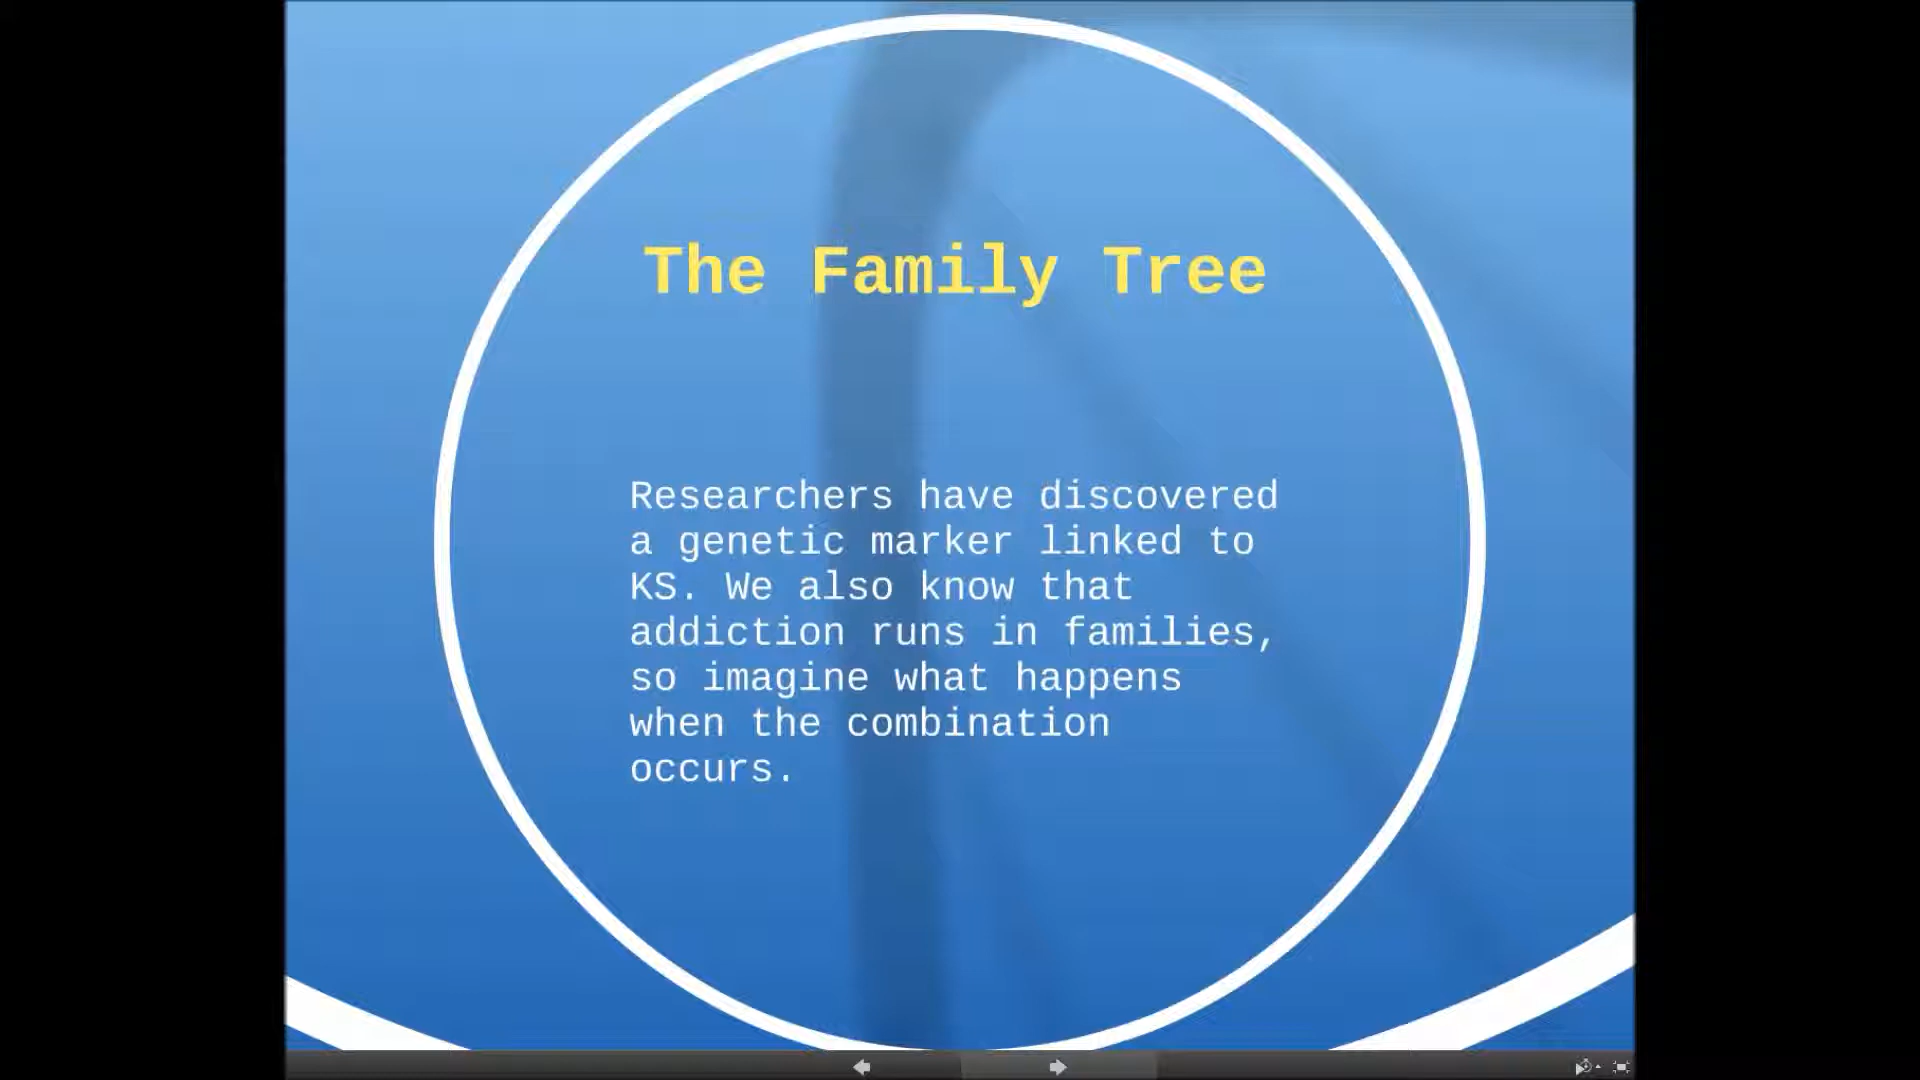 The Family Tree
Researchers have discovered
a genetic marker linked to
KS. We also know that
addiction runs in families,
so imagine what happens
when the combination
occurs.